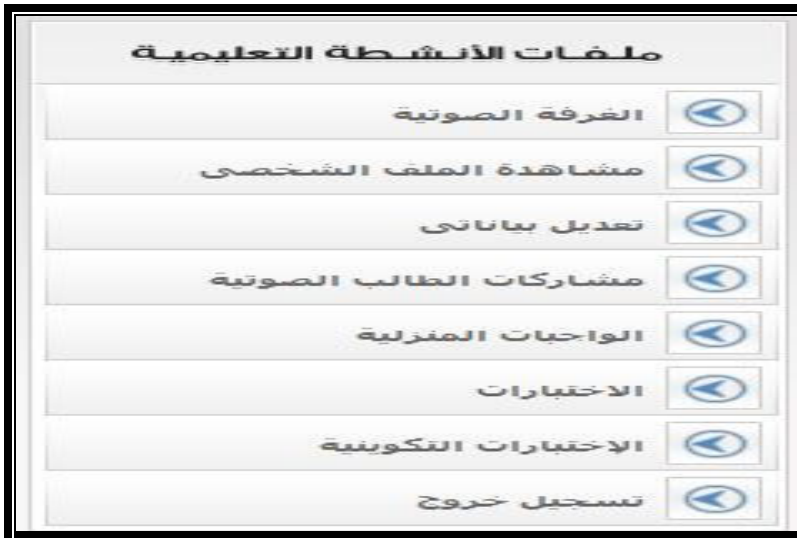 ملفات الأنشطة التعليمية
الغرفة الصوتية
مشاهدة الملف الشخصى
تعديل بياناتى
مشاركات الطالب الصوتية
الواجبات المنزلية
الاختبارات
الاختبارات التكوينية
تسجيل خروج